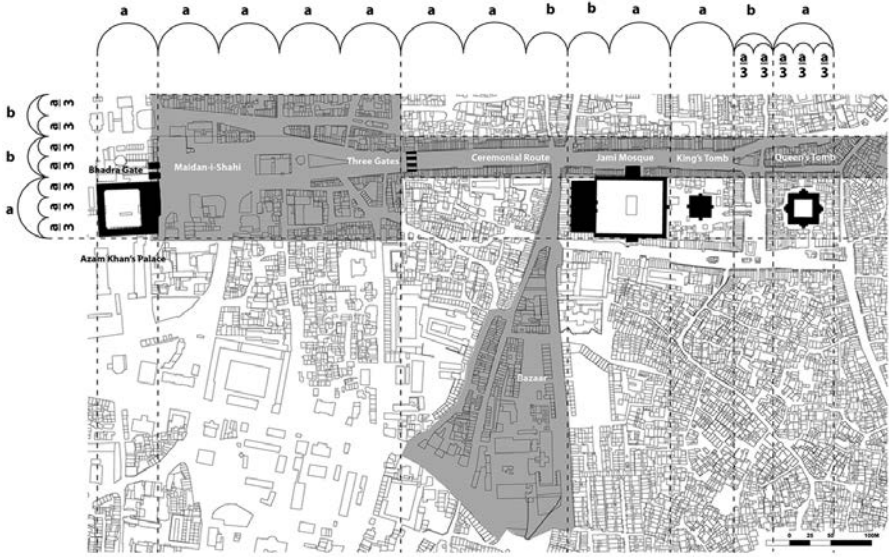 a a a a a a a b b a a b a
a/3 a/3 a/3 a/3 a/3
b a/3 a/3
b a/3 a/3
a a/3 a/3 a/3
Bhadra Gate
Maidan-i-Shahi
Three Gates
Ceremonial Route
Jami Mosque
King's Tomb
Queen's Tomb
Azam Khan's Palace
Bazaar
0 25 50 100M